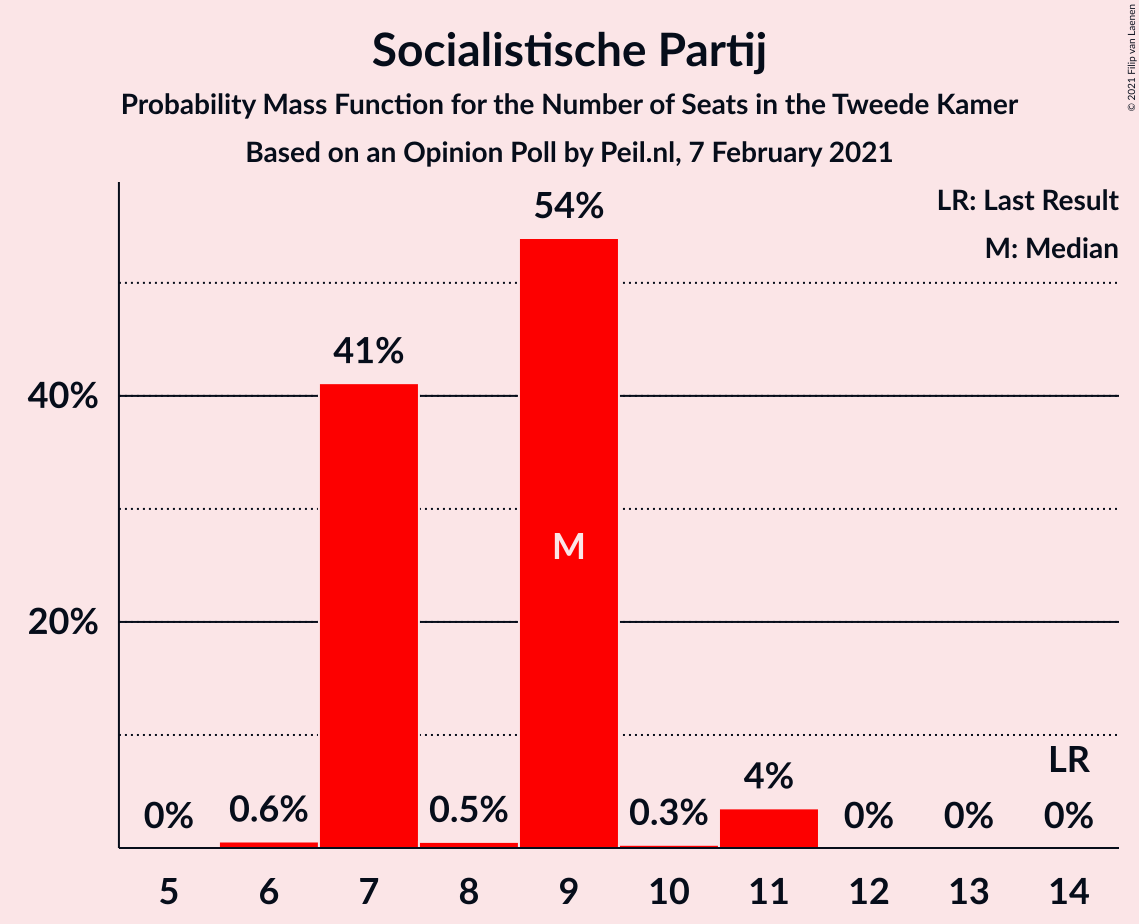 Socialistische Partij
Probability Mass Function for the Number of Seats in the Tweede Kamer
Based on an Opinion Poll by Peil.nl, 7 February 2021
© 2021 Filip van Laenen
LR: Last Result
M: Median
54%
41%
40%
M
20%
LR
4%
0% 0.6% 0.5% 0.3% 0% 0% 0%
5 6 7 8 9 10 11 12 13 14